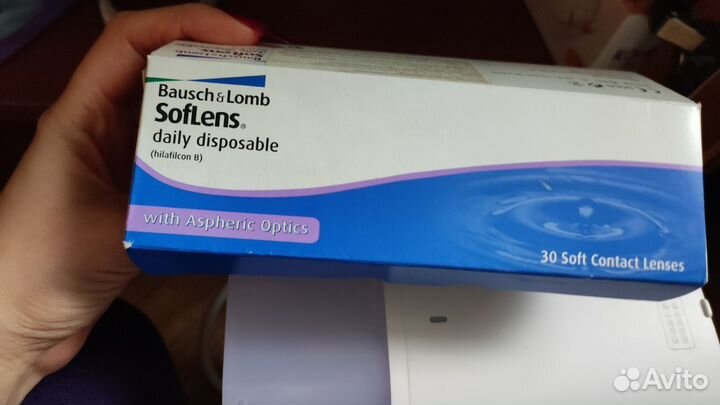 Bausch & Lomb
SofLens®
daily disposable
(hilafilcon B)
with Aspheric Optics
30 Soft Contact Lenses
Avito